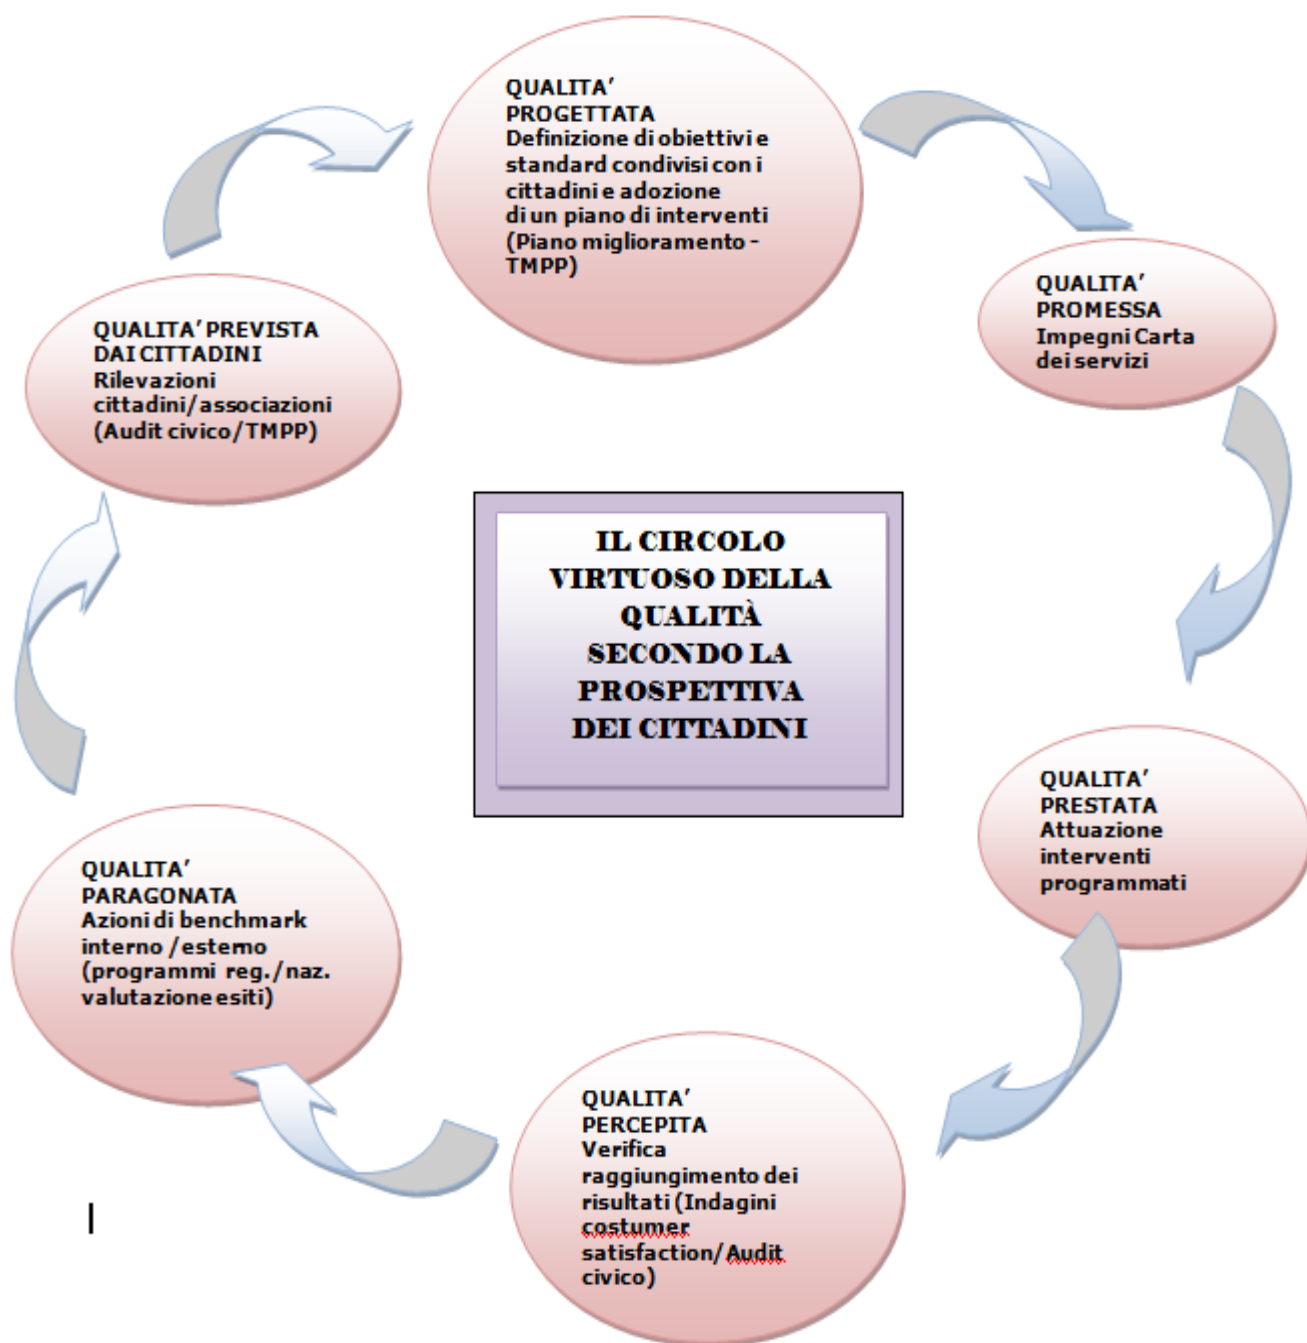 QUALITA’
PROGETTATA
Definizione di obiettivi e
standard condivisi con i
cittadini e adozione
di un piano di interventi
(Piano miglioramento -
TMPP)
QUALITA’
PROMESSA
Impegni Carta
dei servizi
QUALITA’ PREVISTA
DAI CITTADINI
Rilevazioni
cittadini/associazioni
(Audit civico/TMPP)
IL CIRCOLO
VIRTUOSO DELLA
QUALITÀ
SECONDO LA
PROSPETTIVA
DEI CITTADINI
QUALITA’
PRESTATA
Attuazione
interventi
programmati
QUALITA’
PARAGONATA
Azioni di benchmark
interno /esterno
(programmi reg./naz.
valutazione esiti)
QUALITA’
PERCEPITA
Verifica
raggiungimento dei
risultati (Indagini
costumer
satisfaction/Audit
civico)